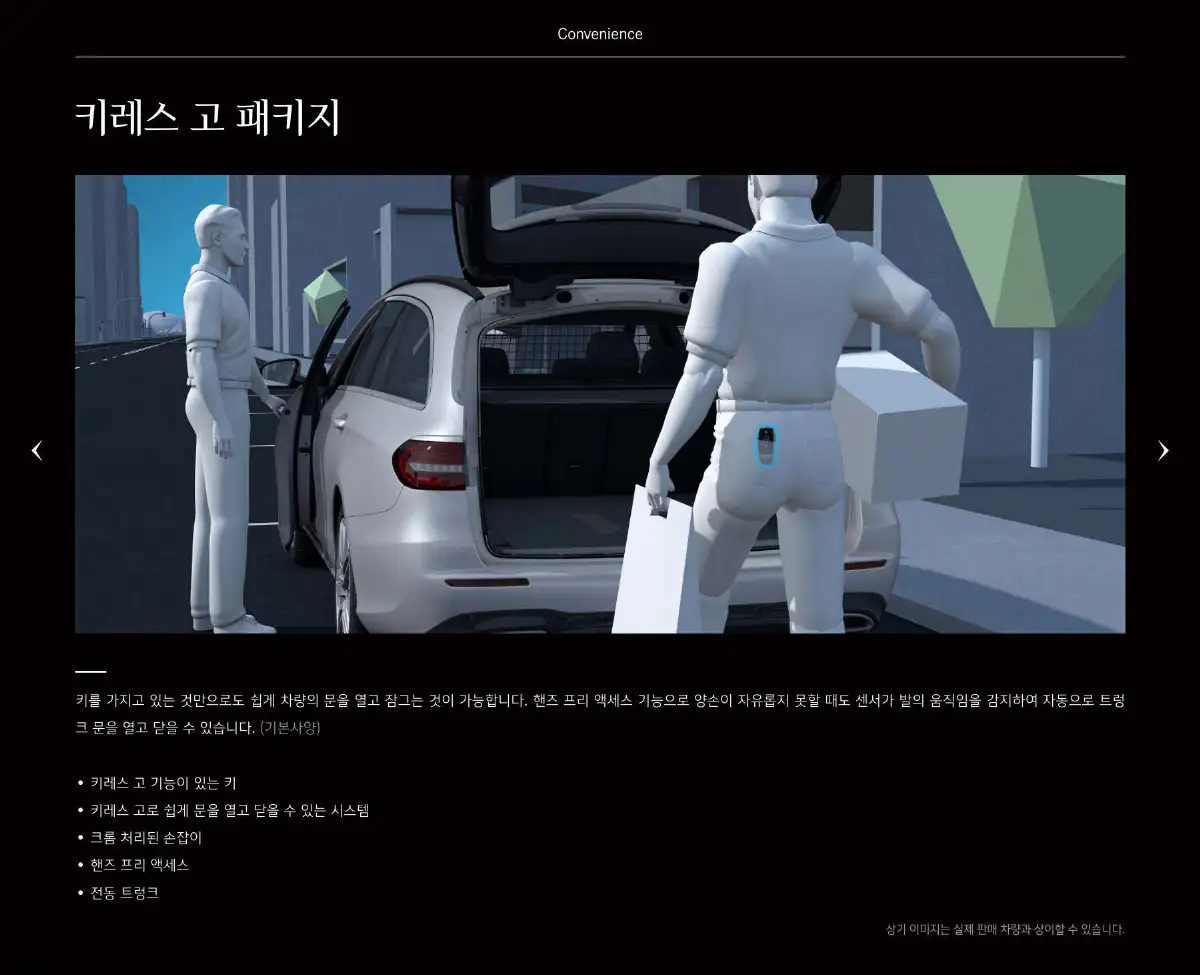 Convenience
키레스 고 패키지
키를 가지고 있는 것만으로도 쉽게 차량의 문을 열고 잠그는 것이 가능합니다. 핸즈 프리 액세스 기능으로 양손이 자유롭지 못할 때도 센서가 발의 움직임을 감지하여 자동으로 트렁
크 문을 열고 닫을 수 있습니다. (기본사양)
• 키레스 고 기능이 있는 키
• 키레스 고로 쉽게 문을 열고 닫을 수 있는 시스템
• 크롬 처리된 손잡이
• 핸즈 프리 액세스
• 전동 트렁크
상기 이미지는 실제 판매 차량과 상이할 수 있습니다.